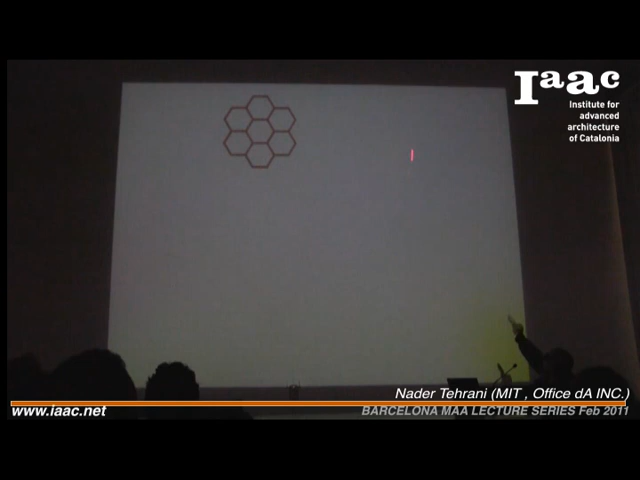 Iaac
Institute for
advanced
architecture
of Catalonia
Nader Tehrani (MIT , Office dA INC.)
www.iaac.net
BARCELONA MAA LECTURE SERIES Feb 2011